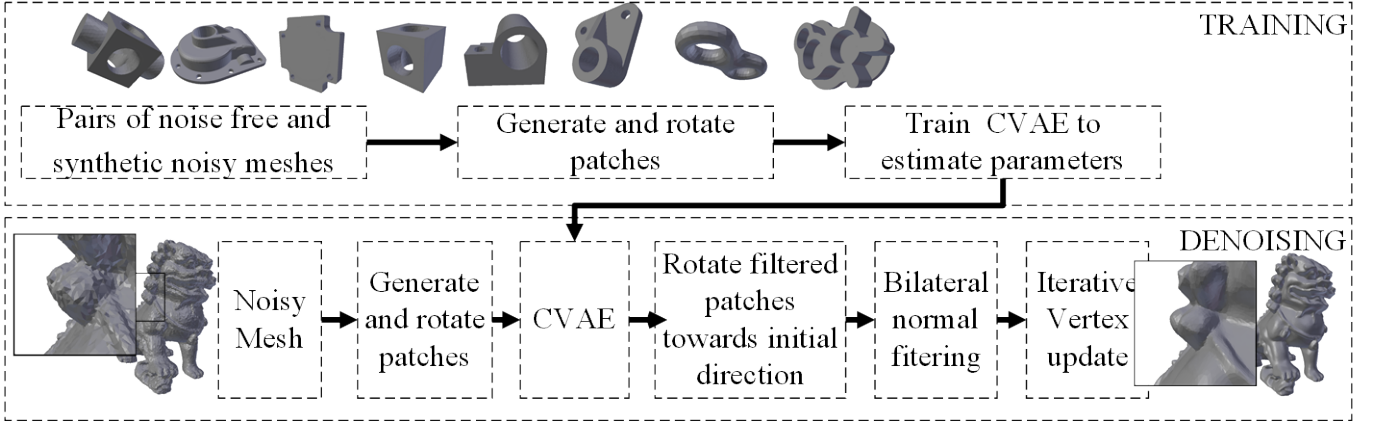 TRAINING
Pairs of noise free and
synthetic noisy meshes
Generate and rotate
patches
Train CVAE to
estimate parameters
DENOISING
Noisy
Mesh
Generate
and rotate
patches
CVAE
Rotate filtered
patches
towards initial
direction
Bilateral
normal
fitering
Iterative
Vertex
update